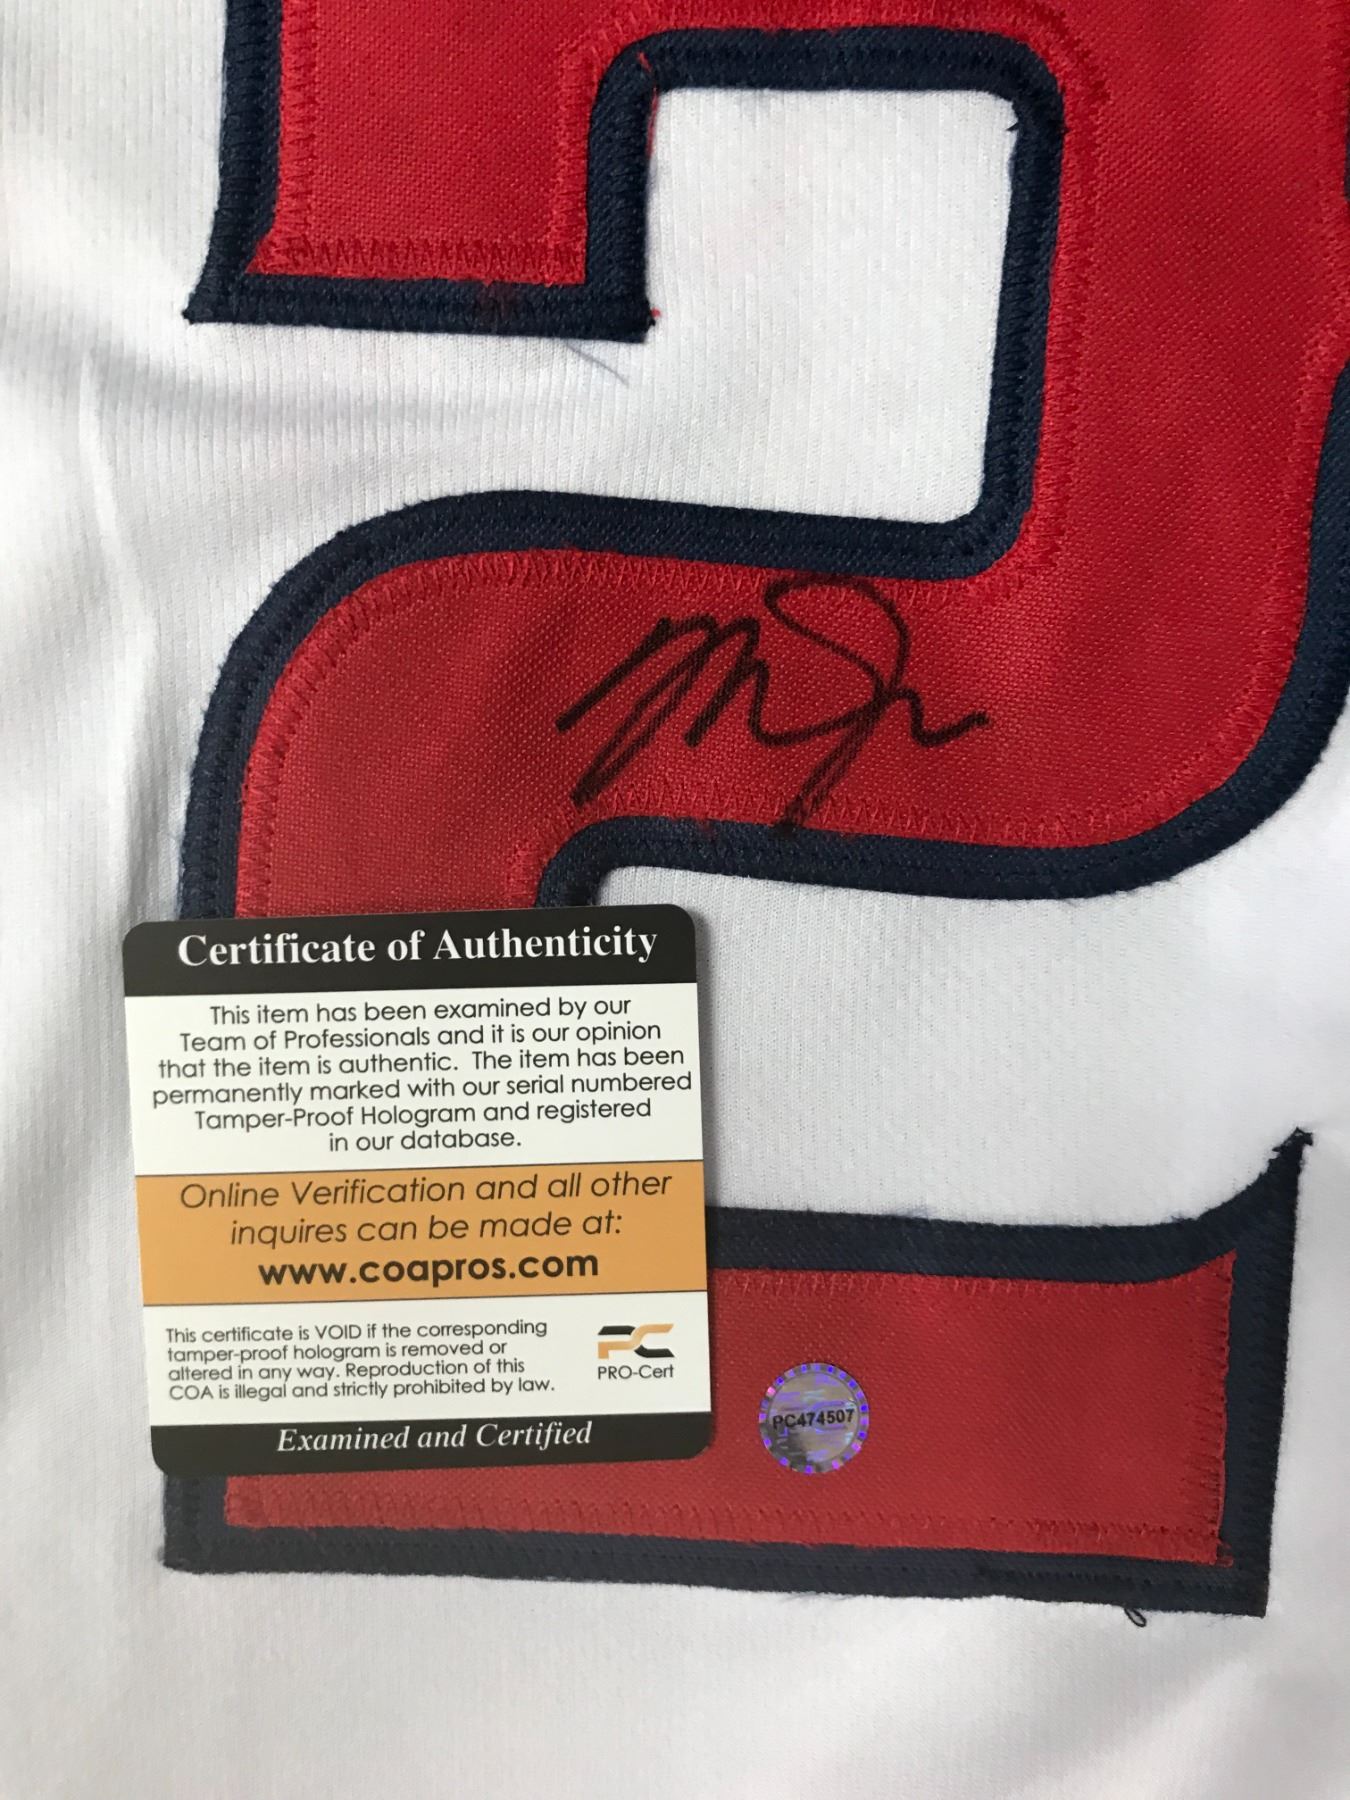 Certificate of Authenticity
This item has been examined by our
Team of Professionals and it is our opinion
that the item is authentic. The item has been
permanently marked with our serial numbered
Tamper-Proof Hologram and registered
in our database.
Online Verification and all other
inquires can be made at:
www.coapros.com
This certificate is VOID if the corresponding
tamper-proof hologram is removed or
altered in any way. Reproduction of this
COA is illegal and strictly prohibited by law.
PC
PRO-Cert
Examined and Certified
PC474507